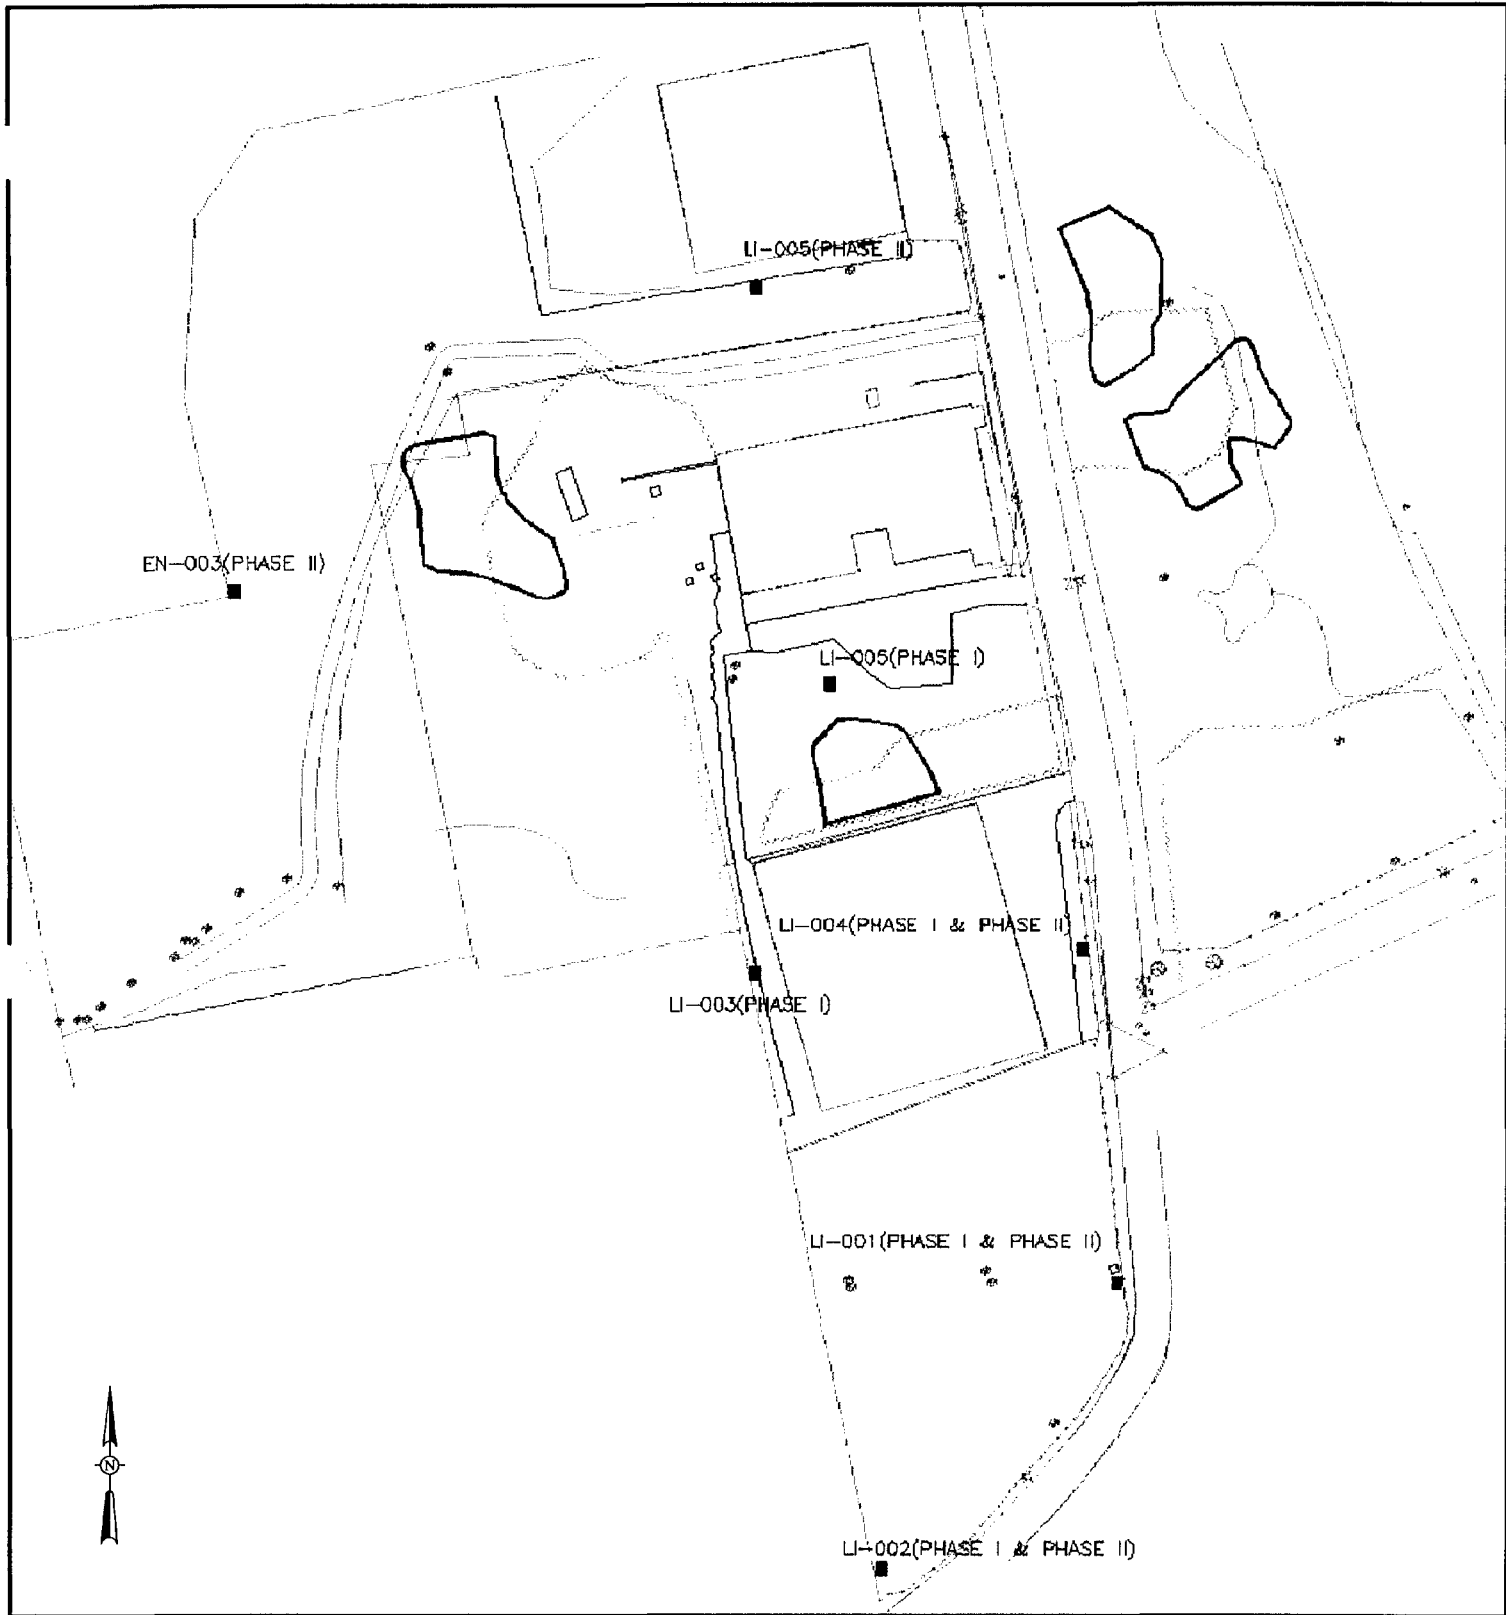 LI-005(PHASE II)
EN-003(PHASE II)
LI-005(PHASE I)
LI-004(PHASE I & PHASE II)
LI-003(PHASE I)
LI-001(PHASE I & PHASE II)
N
LI-002(PHASE I & PHASE II)